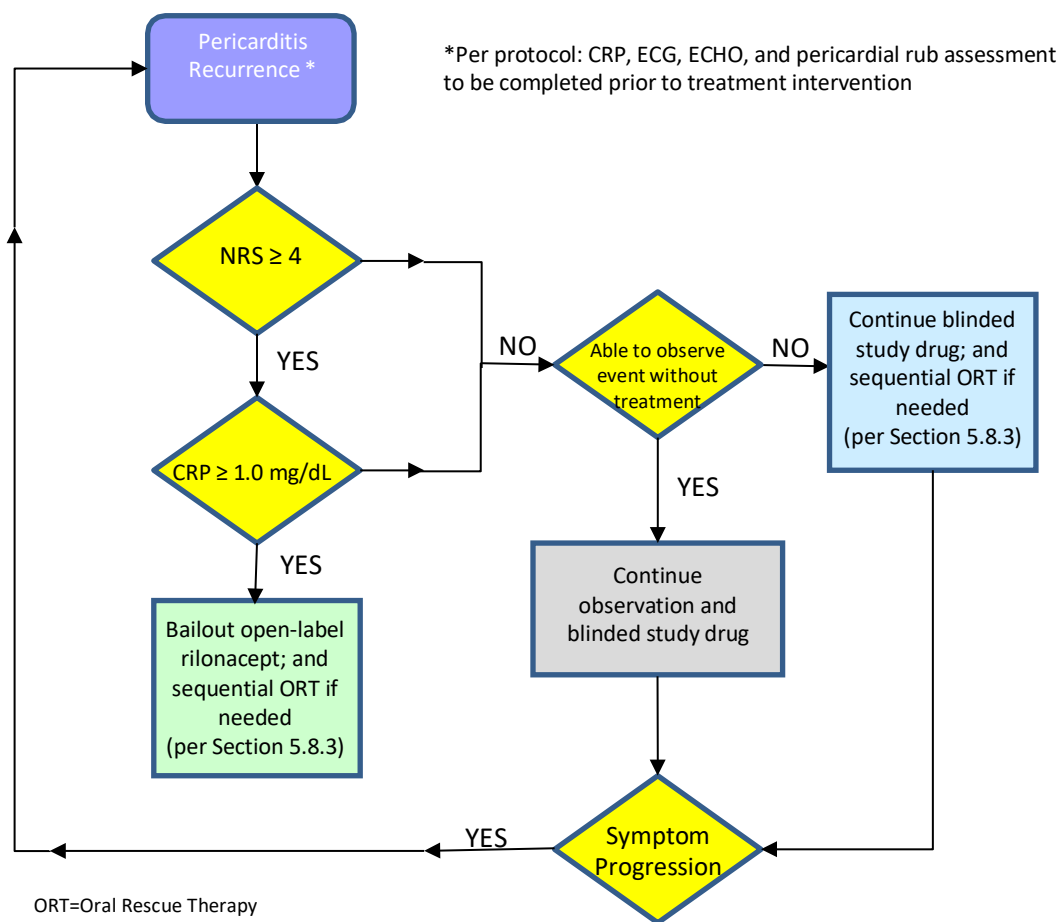 Pericarditis
Recurrence *
*Per protocol: CRP, ECG, ECHO, and pericardial rub assessment
to be completed prior to treatment intervention
NRS ≥ 4
YES
NO
CRP ≥ 1.0 mg/dL
YES
Able to observe
event without
treatment
NO
Continue blinded
study drug; and
sequential ORT if
needed
(per Section 5.8.3)
YES
Bailout open-label
rilonacept; and
sequential ORT if
needed
(per Section 5.8.3)
Continue
observation and
blinded study drug
Symptom
Progression
YES
ORT=Oral Rescue Therapy